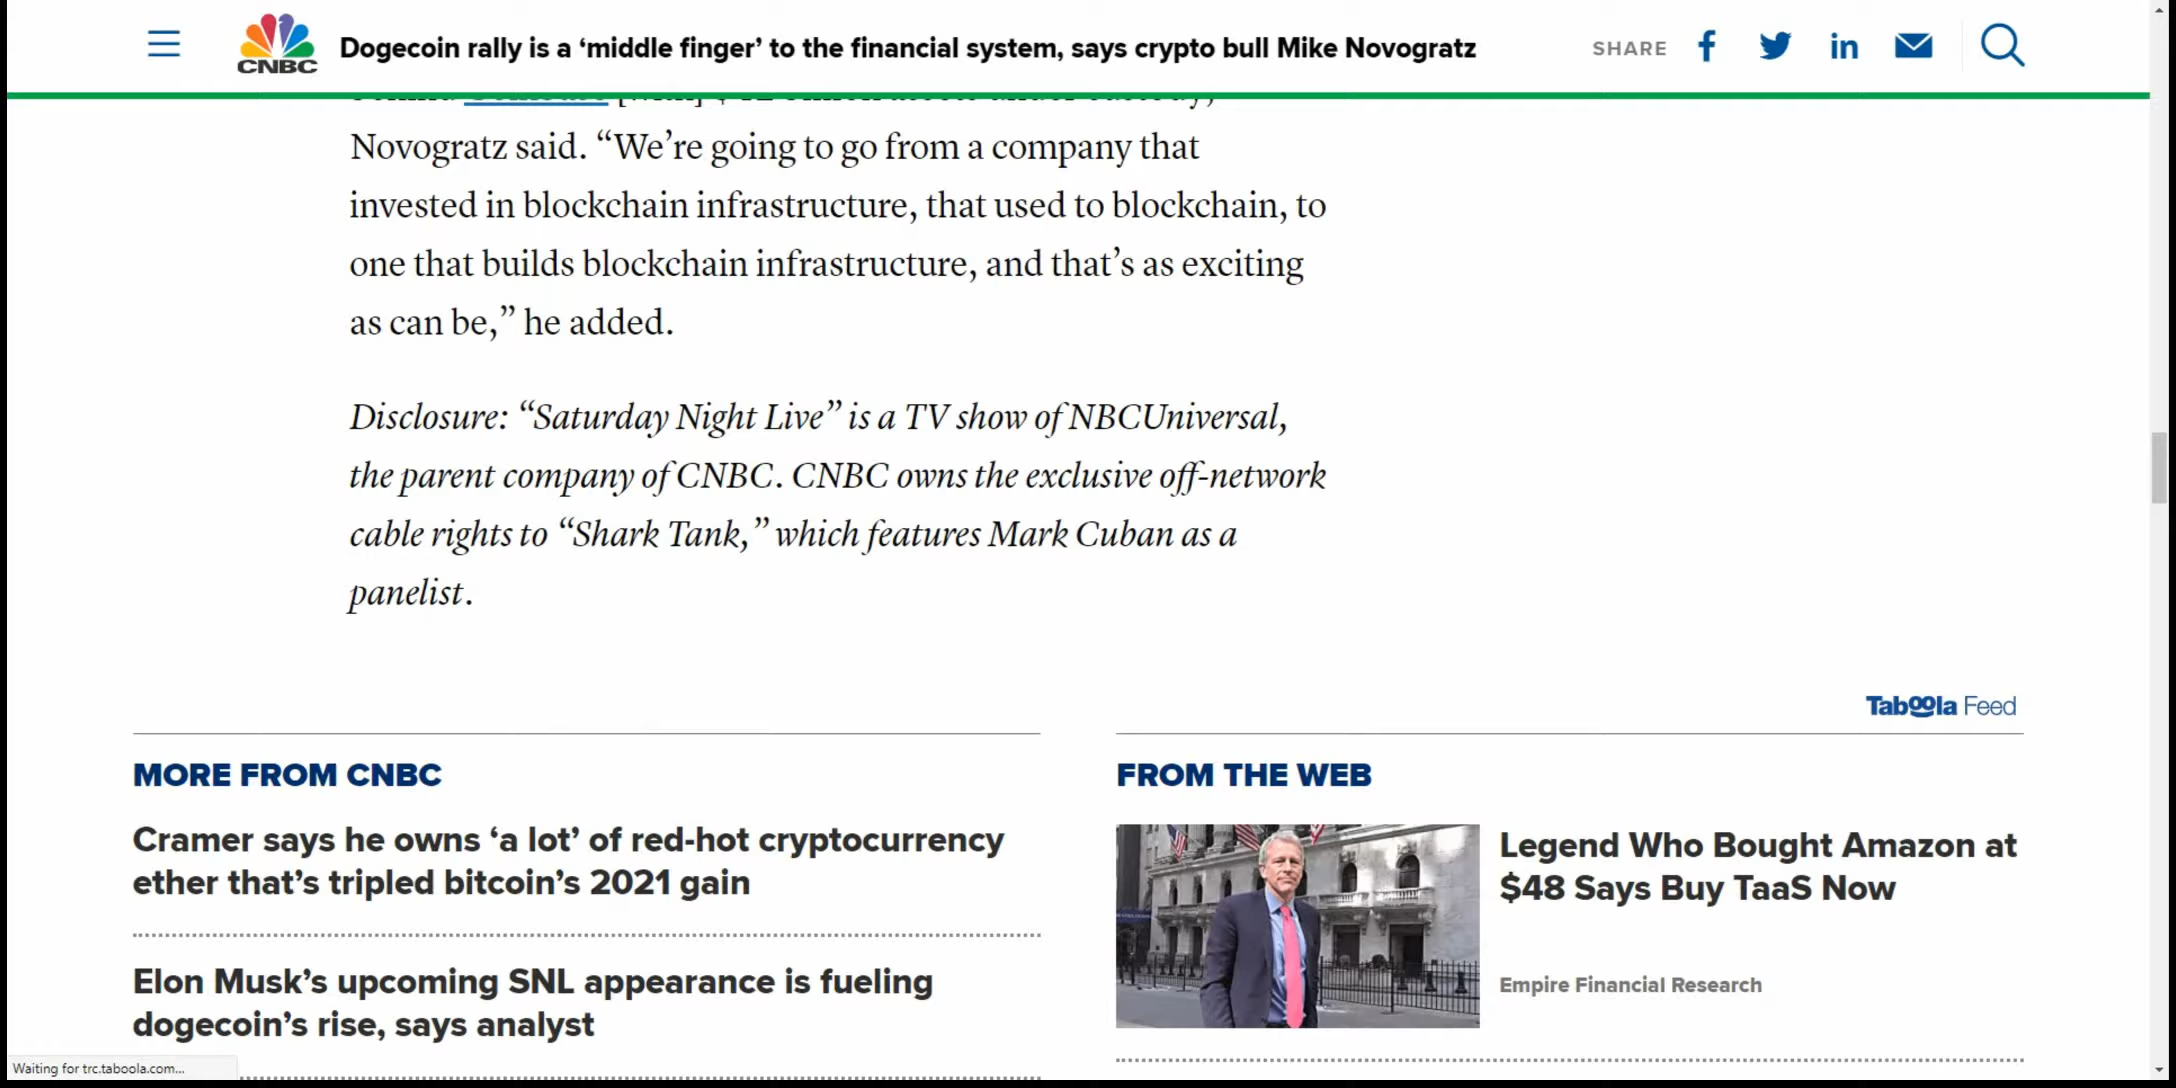 CNBC
Dogecoin rally is a ‘middle finger’ to the financial system, says crypto bull Mike Novogratz
SHARE
Novogratz said. “We’re going to go from a company that
invested in blockchain infrastructure, that used to blockchain, to
one that builds blockchain infrastructure, and that’s as exciting
as can be,” he added.
Disclosure: “Saturday Night Live” is a TV show of NBCUniversal,
the parent company of CNBC. CNBC owns the exclusive off-network
cable rights to “Shark Tank,” which features Mark Cuban as a
panelist.
Taboola Feed
MORE FROM CNBC
Cramer says he owns ‘a lot’ of red-hot cryptocurrency
ether that’s tripled bitcoin’s 2021 gain
Elon Musk’s upcoming SNL appearance is fueling
dogecoin’s rise, says analyst
FROM THE WEB
Legend Who Bought Amazon at
$48 Says Buy TaaS Now
Empire Financial Research
Waiting for trc.taboola.com...